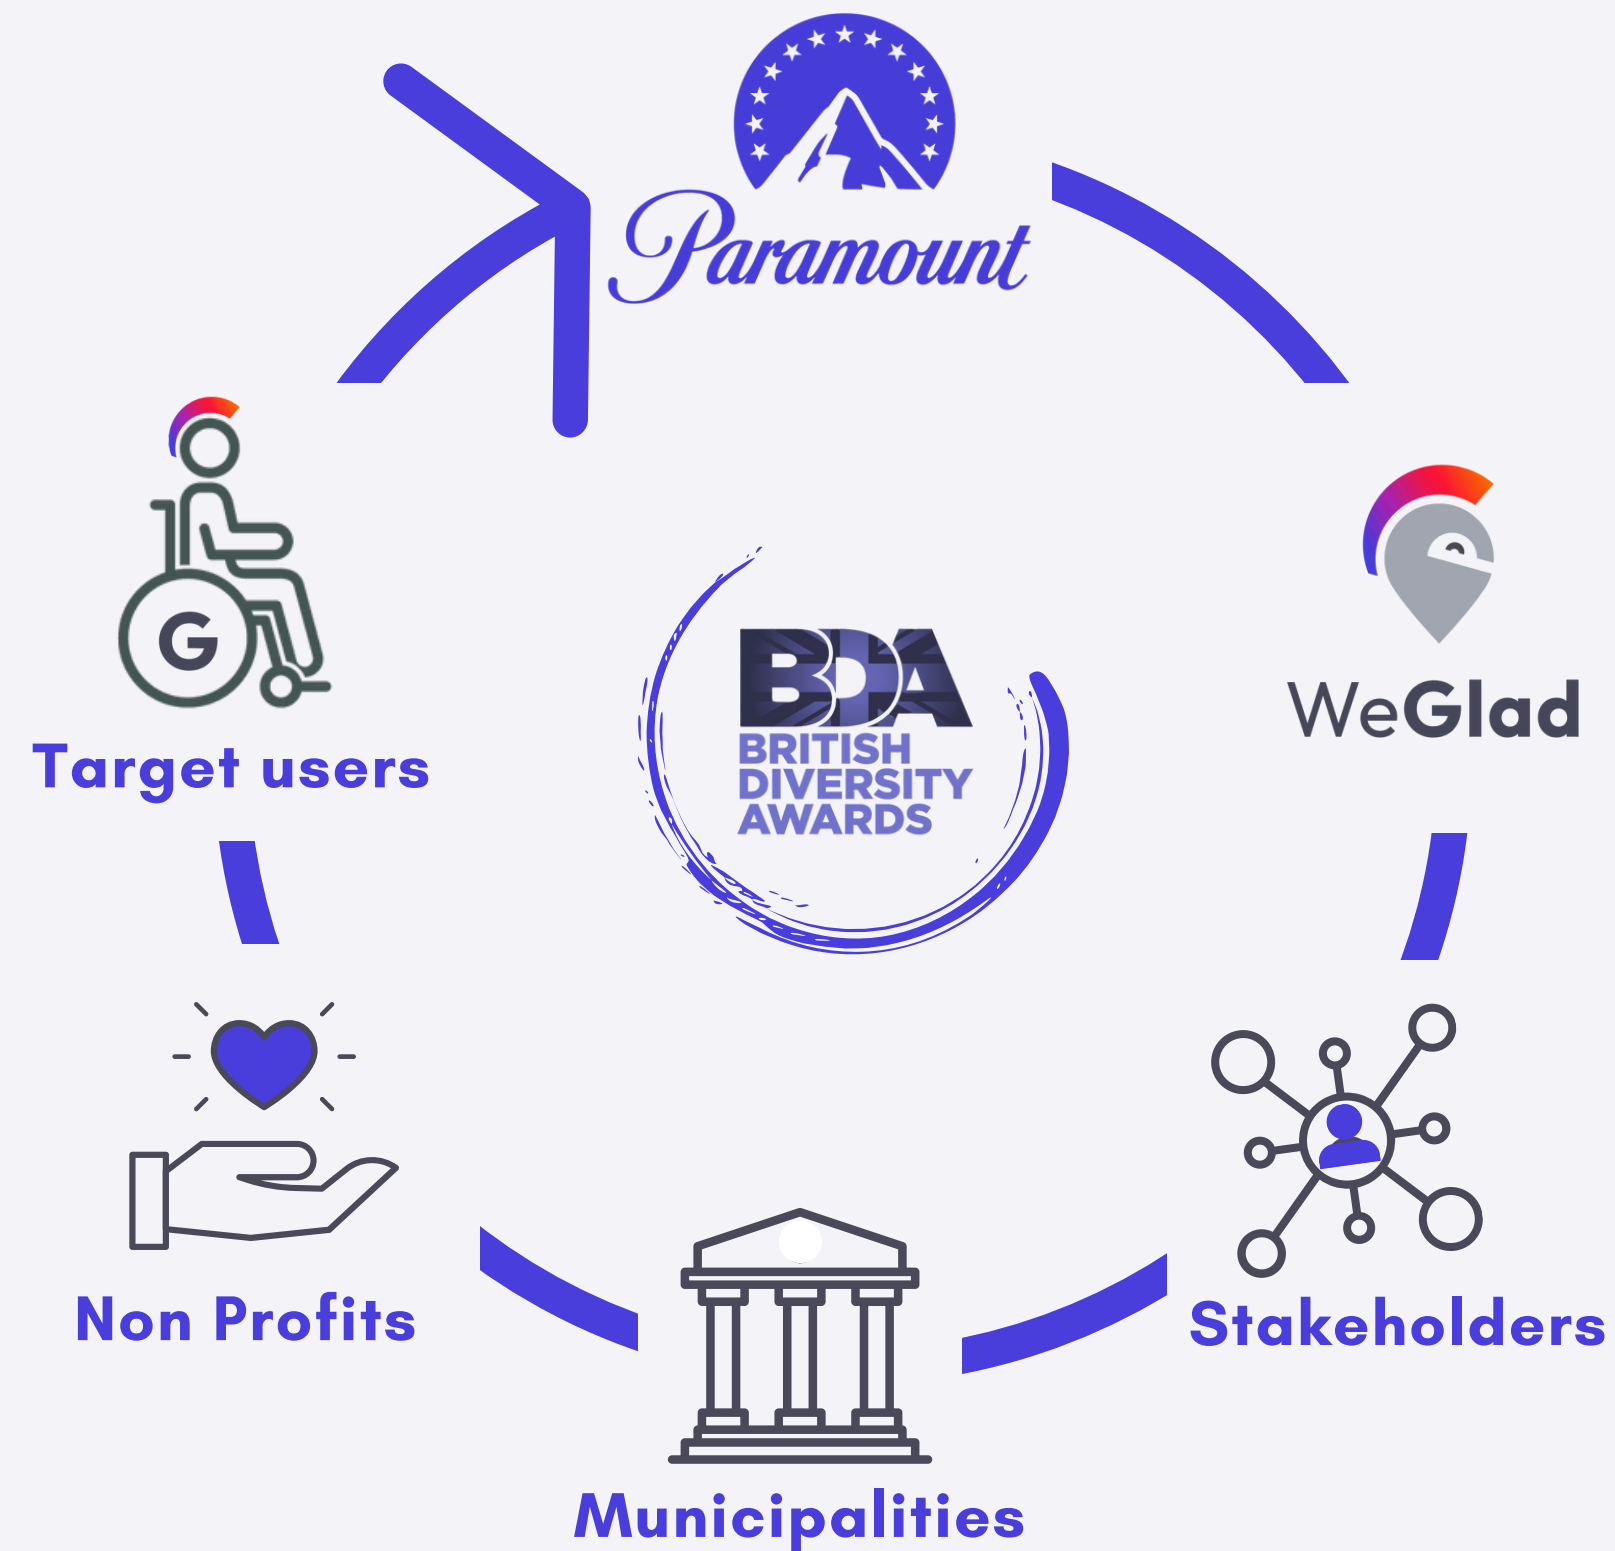 Paramount
G
WeGlad
Target users
BDA
BRITISH
DIVERSITY
AWARDS
Non Profits
Stakeholders
Municipalities